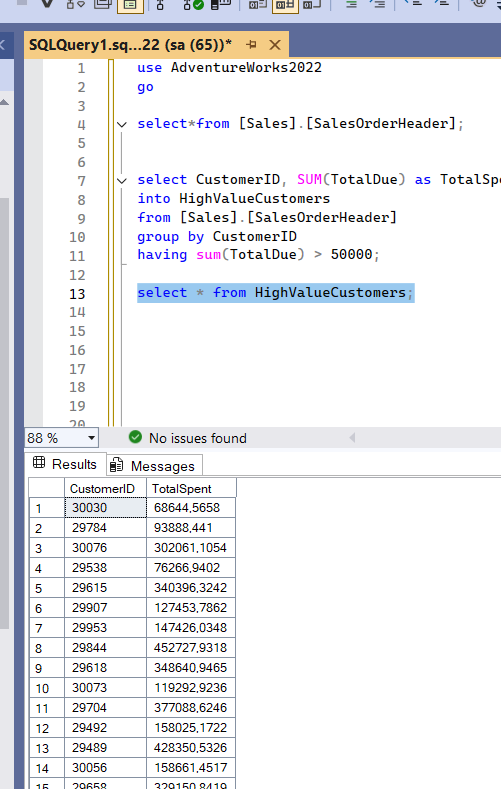 SQLQuery1.sq...22 (sa (65))*
1 use AdventureWorks2022
2 go
3
4 select*from [Sales].[SalesOrderHeader];
5
6
7 select CustomerID, SUM(TotalDue) as TotalSpe
8 into HighValueCustomers
9 from [Sales].[SalesOrderHeader]
10 group by CustomerID
11 having sum(TotalDue) > 50000;
12
13 select * from HighValueCustomers;
14
15
16
17
18
19
20
88 % No issues found
Results Messages
CustomerID TotalSpent
1 30030 68644,5658
2 29784 93888,441
3 30076 302061,1054
4 29538 76266,9402
5 29615 340396,3242
6 29907 127453,7862
7 29953 147426,0348
8 29844 452727,9318
9 29618 348640,9465
10 30073 119292,9236
11 29704 377088,6246
12 29492 158025,1722
13 29489 428350,5326
14 30056 158661,4517
15 29658 329150,8419